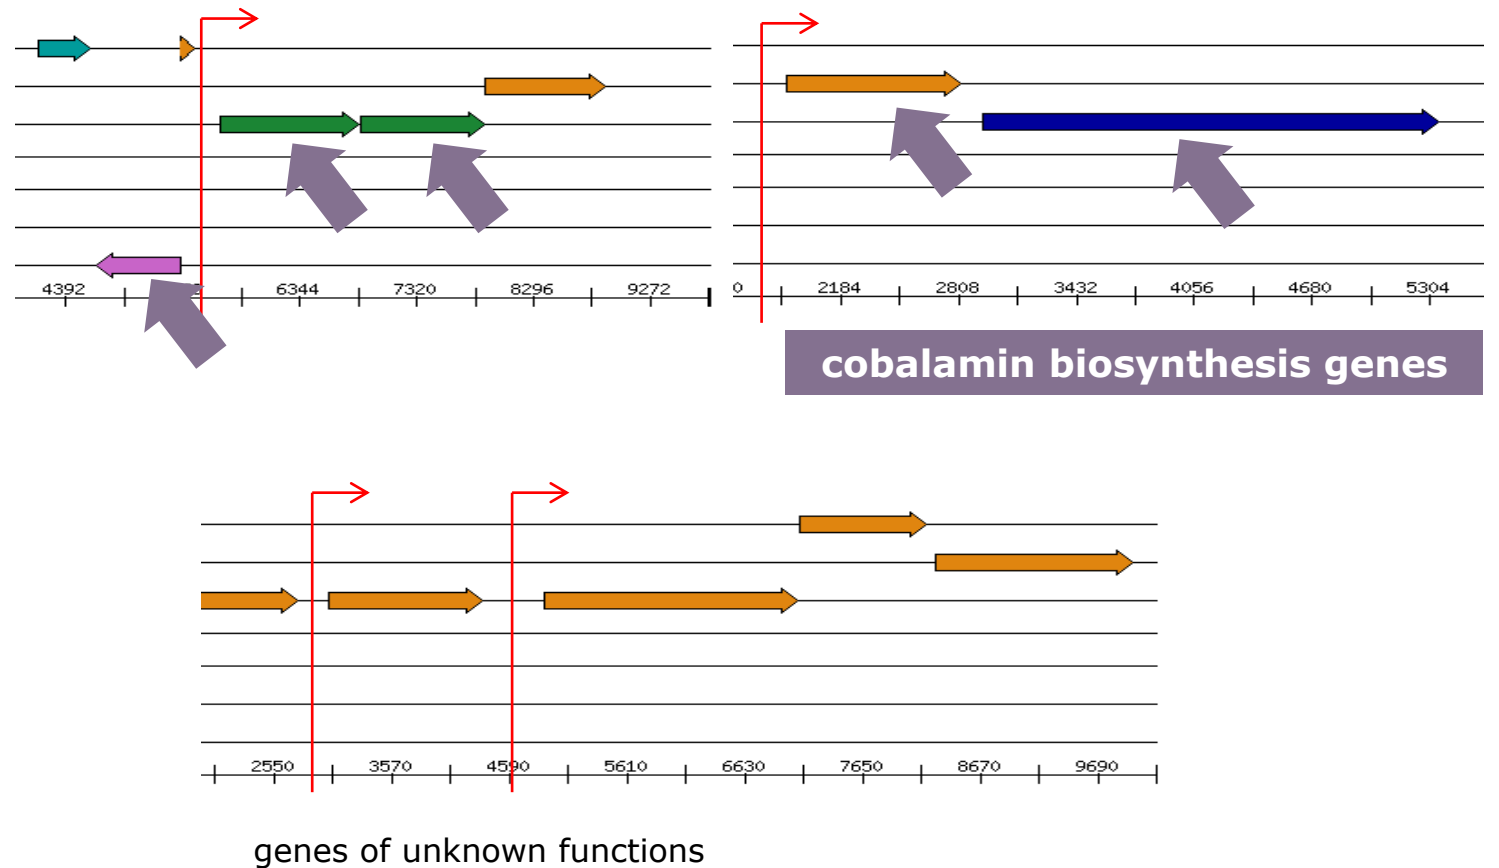 4392 6344 7320 8296 9272
0 2184 2808 3432 4056 4680 5304
cobalamin biosynthesis genes
2550 3570 4590 5610 6630 7650 8670 9690
genes of unknown functions